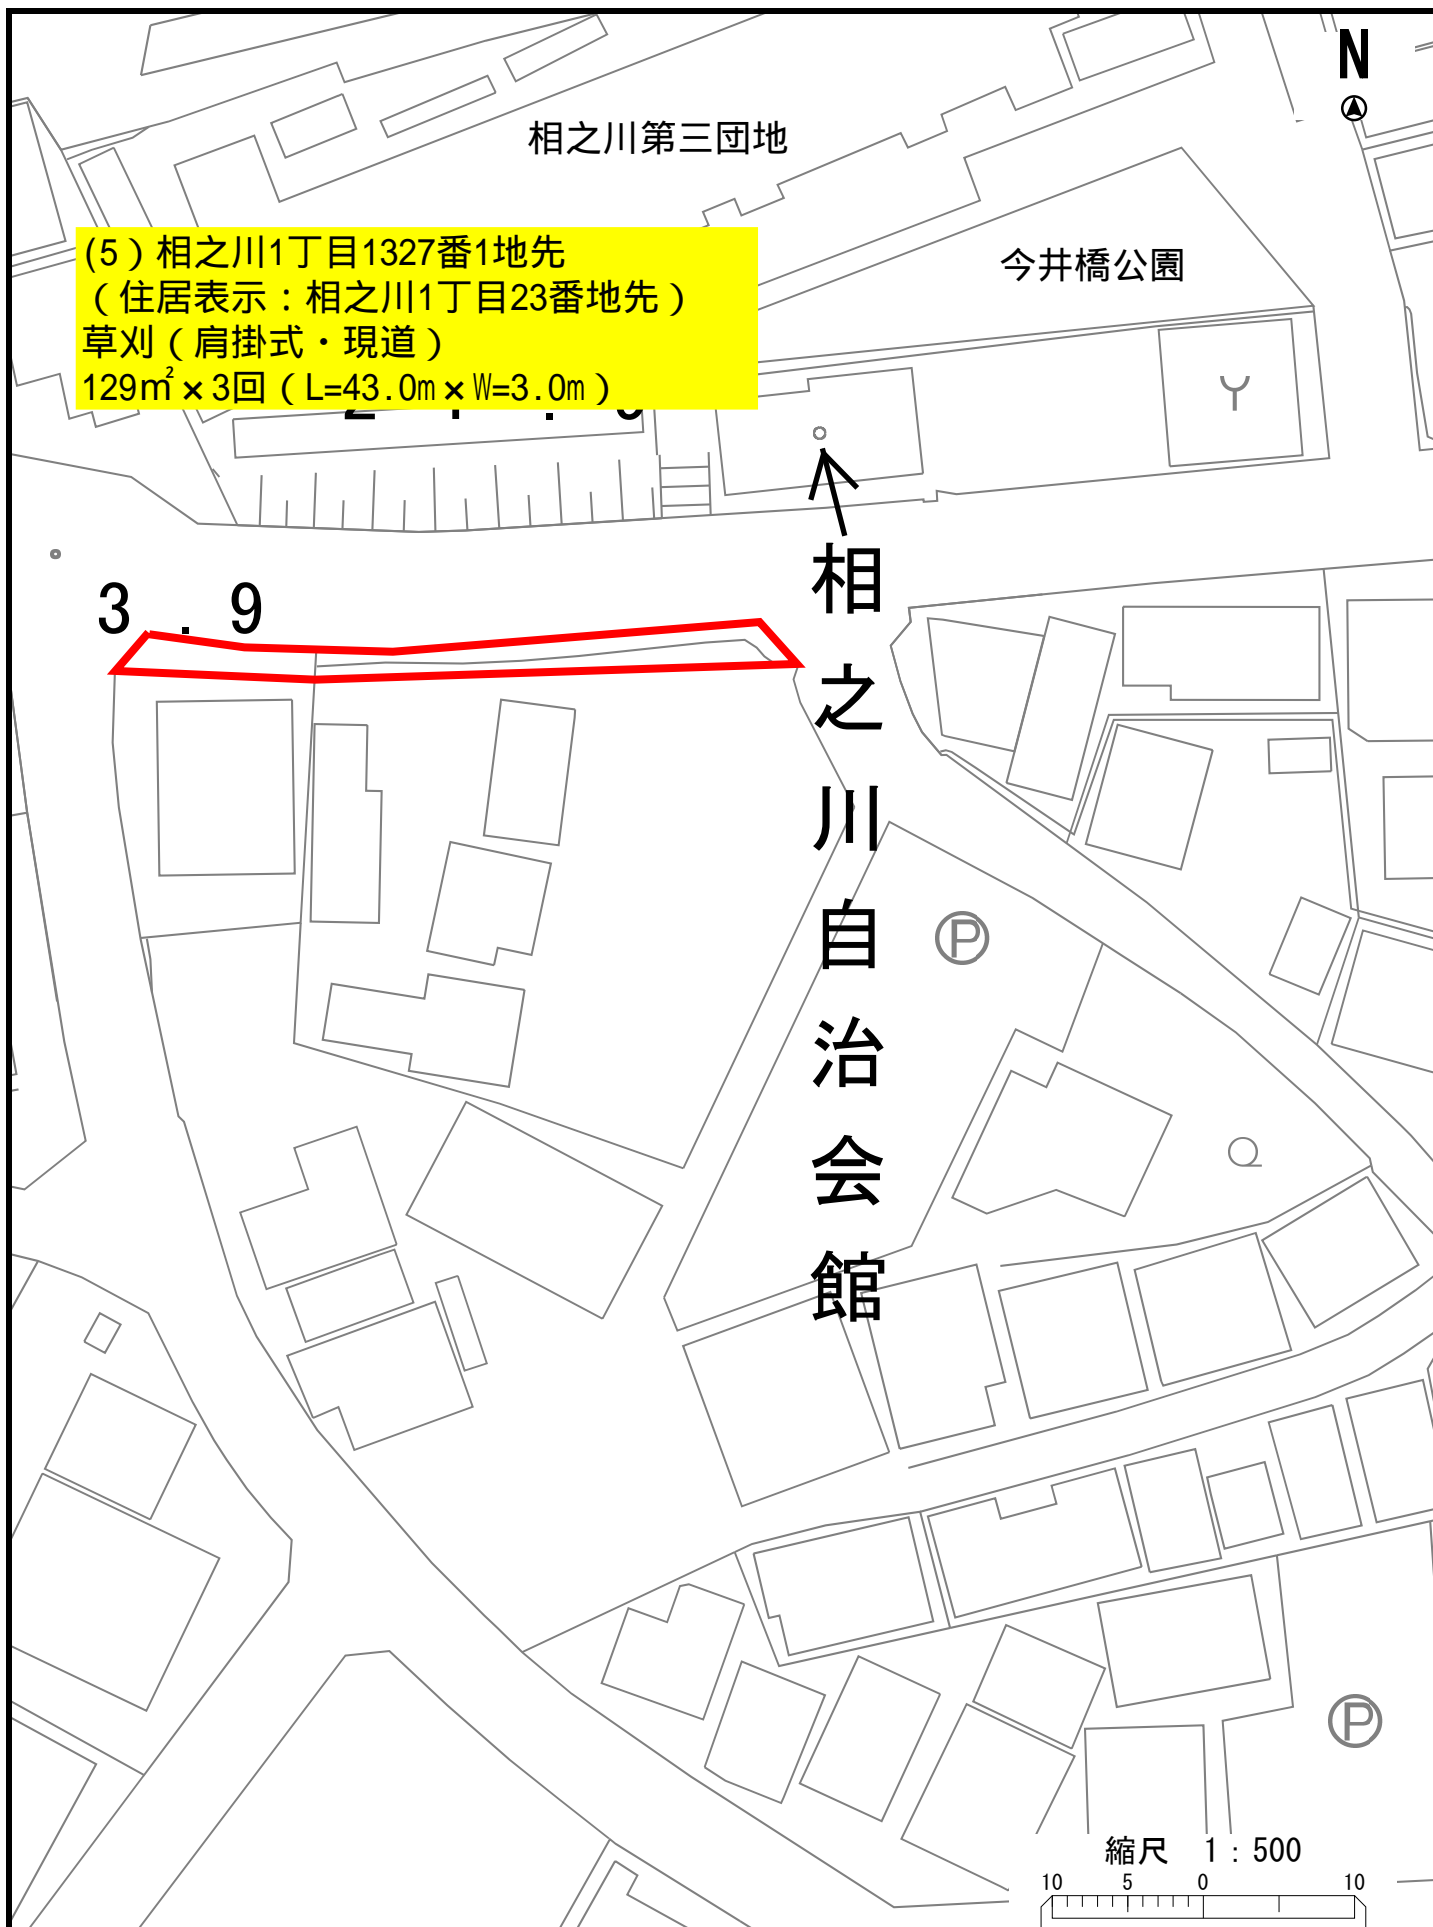 N
相之川第三団地
今井橋公園
(5)相之川1丁目1327番1地先
(住居表示:相之川1丁目23番地先)
草刈(肩掛式・現道)
129㎡×3回(L=43.0m×W=3.0m)
3.9
相之川自治会館
P
P
縮尺 1:500
10 5 0 10